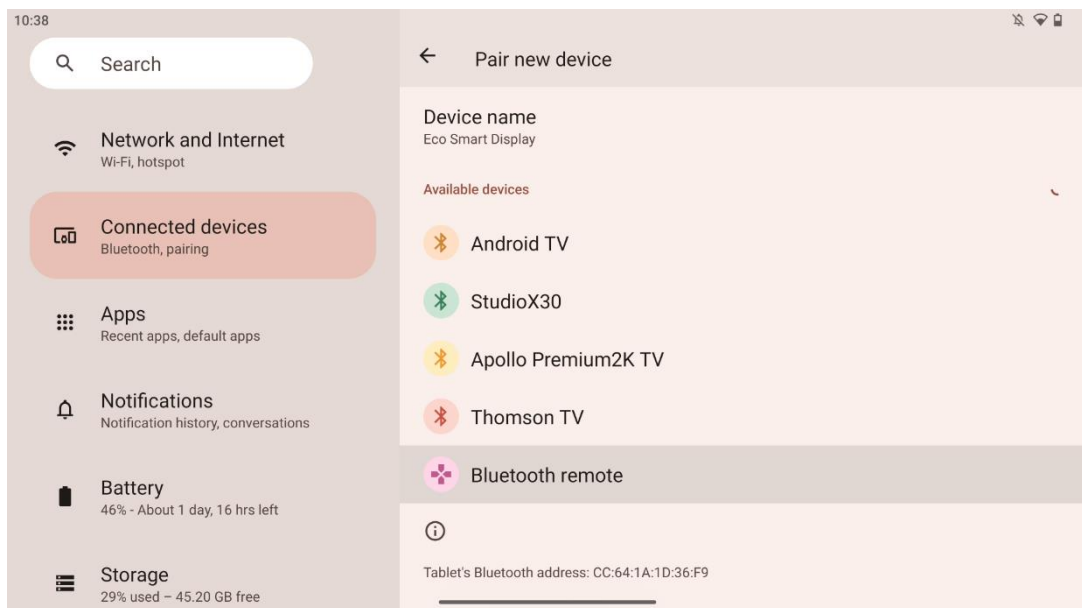 10:38
Search
Network and Internet
Wi-Fi, hotspot
Connected devices
Bluetooth, pairing
Apps
Recent apps, default apps
Notifications
Notification history, conversations
Battery
46% - About 1 day, 16 hrs left
Storage
29% used – 45.20 GB free
Pair new device
Device name
Eco Smart Display
Available devices
Android TV
StudioX30
Apollo Premium2K TV
Thomson TV
Bluetooth remote
Tablet's Bluetooth address: CC:64:1A:1D:36:F9